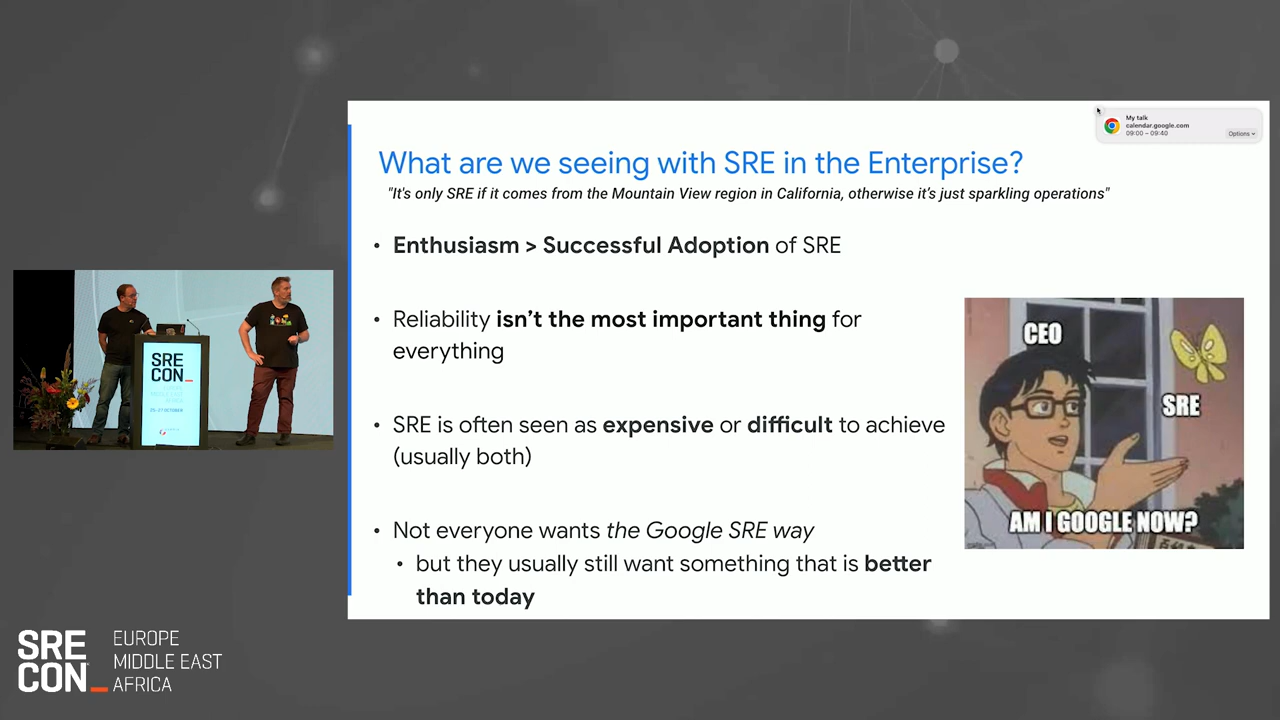 My talk
calendar.google.com
09:00 – 09:40
Options
What are we seeing with SRE in the Enterprise?
"It's only SRE if it comes from the Mountain View region in California, otherwise it's just sparkling operations"
• Enthusiasm > Successful Adoption of SRE
• Reliability isn't the most important thing for
everything
• SRE is often seen as expensive or difficult to achieve
(usually both)
• Not everyone wants the Google SRE way
• but they usually still want something that is better
than today
CEO
SRE
AM I GOOGLE NOW?
SRE
CON_
SRE
CON_
EUROPE
MIDDLE EAST
AFRICA